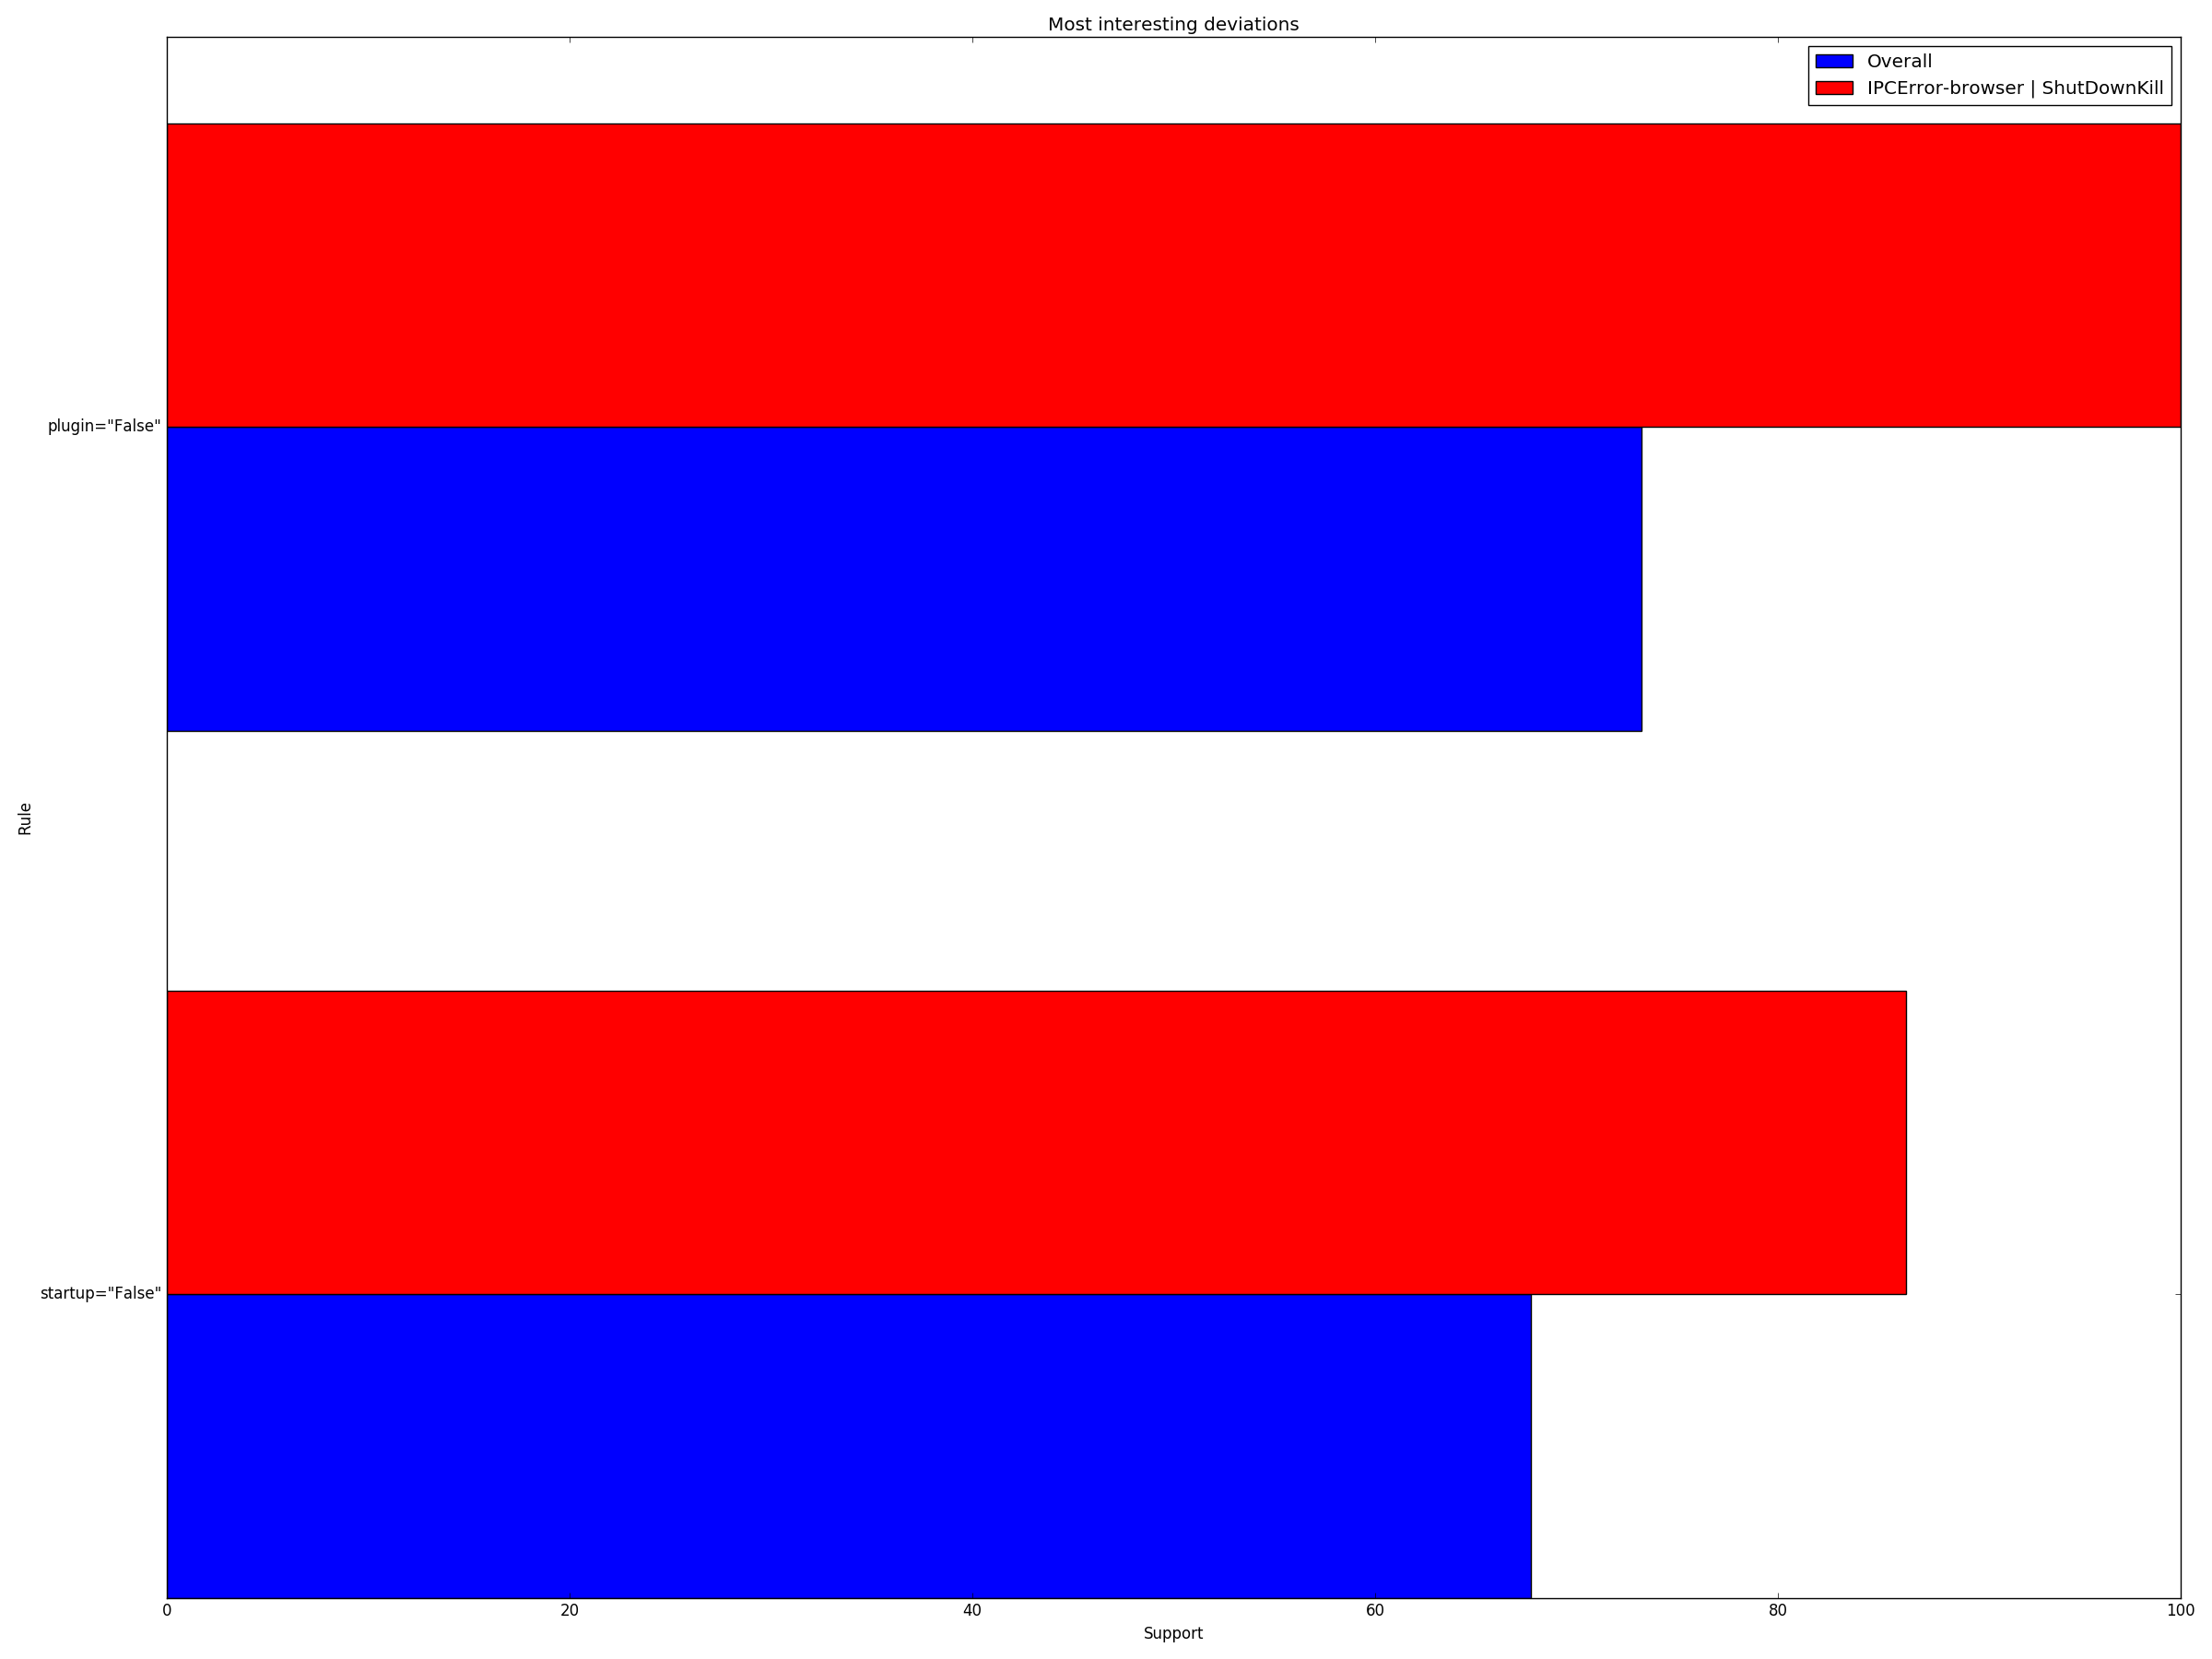 Most interesting deviations
Overall
IPCError-browser | ShutDownKill
plugin="False"
Rule
startup="False"
0 20 40 60 80 100
Support